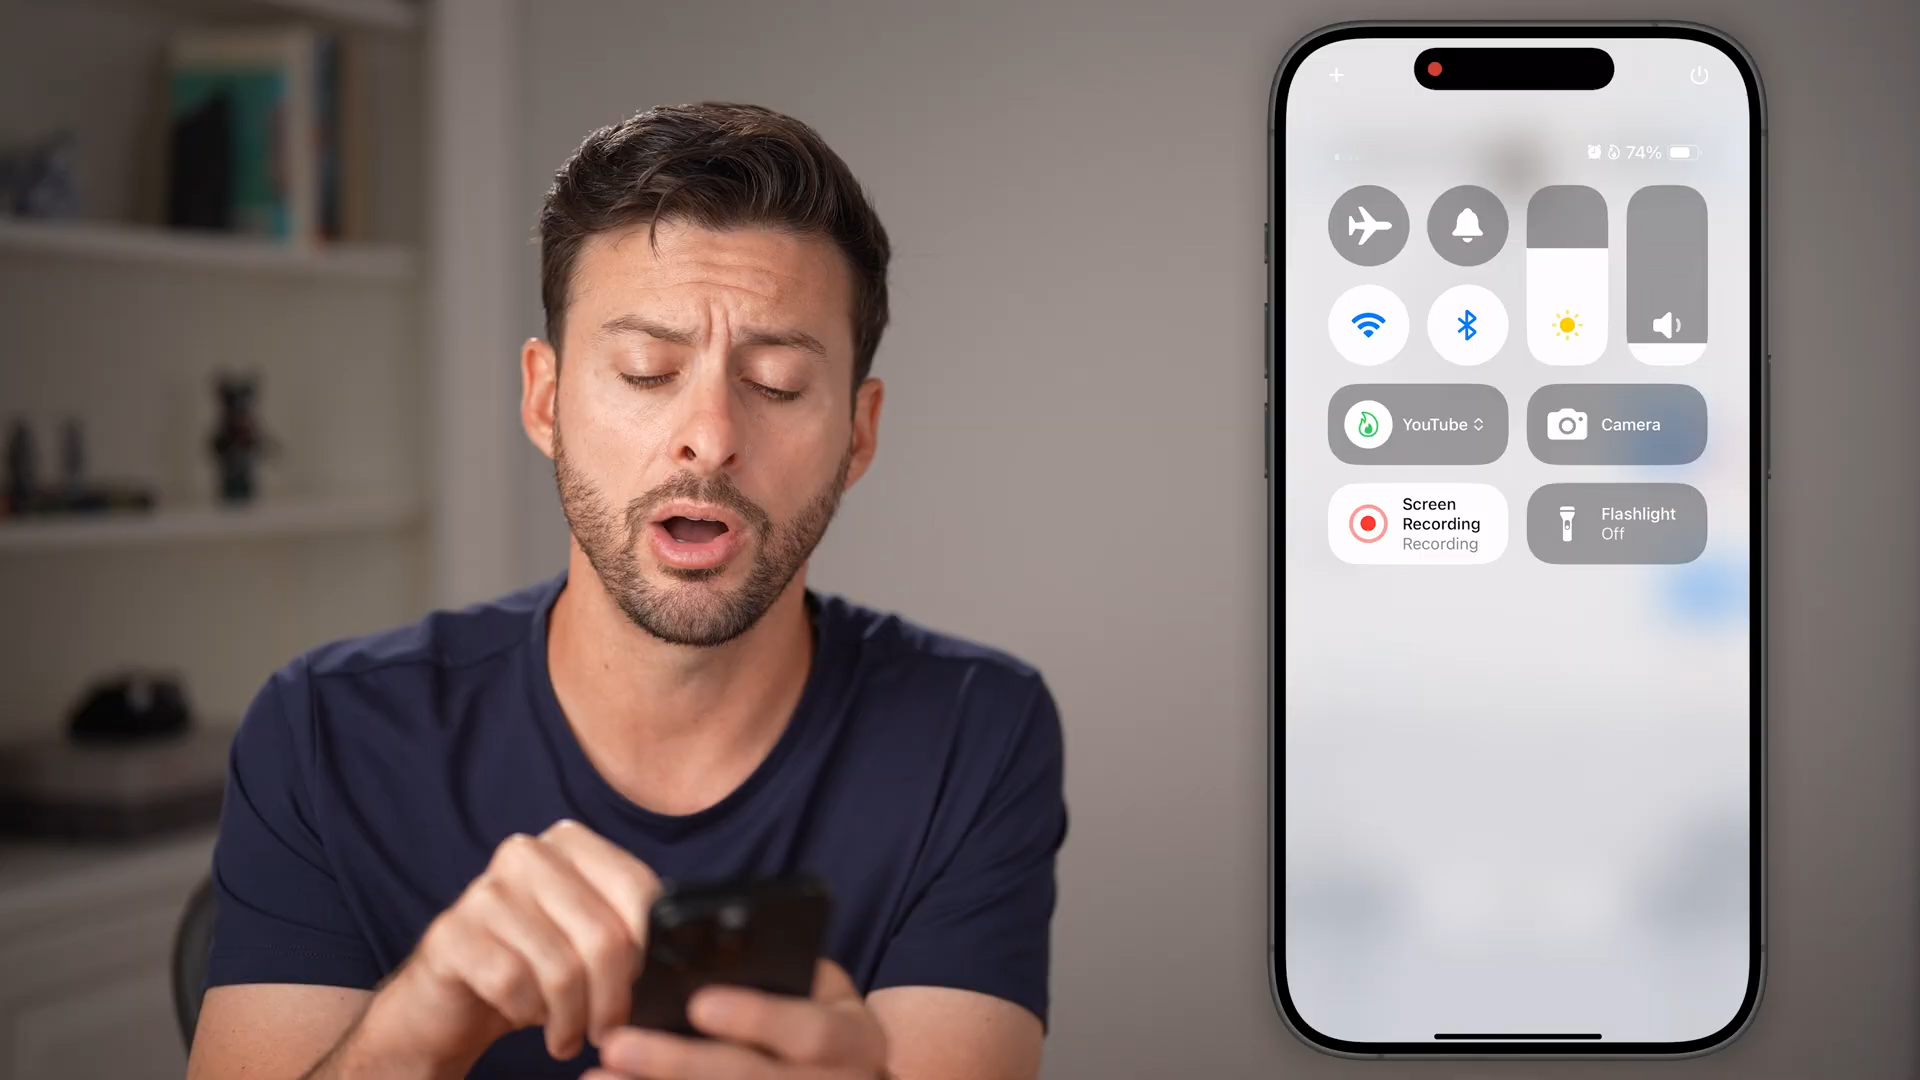 74%
YouTube
Camera
Screen
Recording
Recording
Flashlight
Off